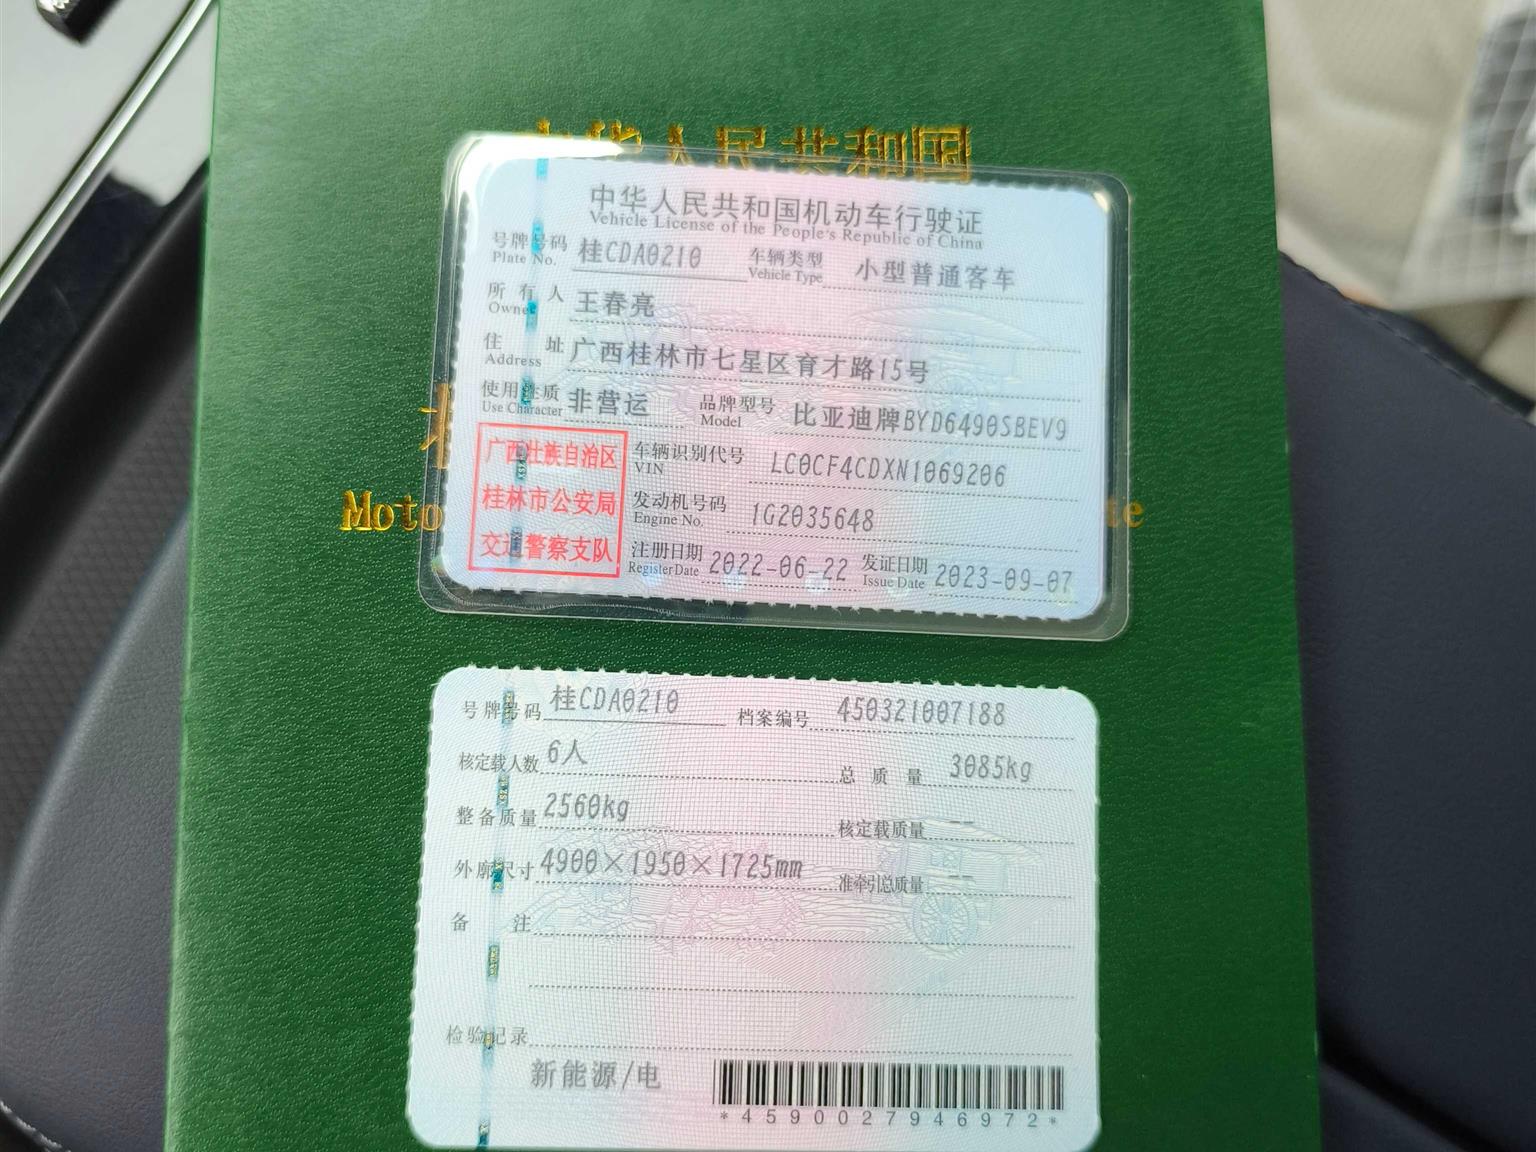 中华人民共和国
Moto
te
中华人民共和国机动车行驶证
Vehicle License of the People's Republic of China
号牌号码 桂CDA0210 车辆类型 小型普通客车
Plate No. Vehicle Type
所有人 王春亮
Owner
住址 广西桂林市七星区育才路15号
Address
使用性质 非营运 品牌型号 比亚迪牌BYD6490SBEV9
Use Character Model
广西壮族自治区
桂林市公安局
交通警察支队
车辆识别代号 LC0CF4CDXN1069206
VIN
发动机号码 1G2035648
Engine No.
注册日期 2022-06-22 发证日期 2023-09-07
Register Date Issue Date
号牌号码 桂CDA0210 档案编号 450321007188
核定载人数 6人 总质量 3085kg
整备质量 2560kg 核定载质量 --
外廓尺寸 4900×1950×1725mm 准牵引总质量 --
备注
检验记录
新能源/电
*4590027946972*